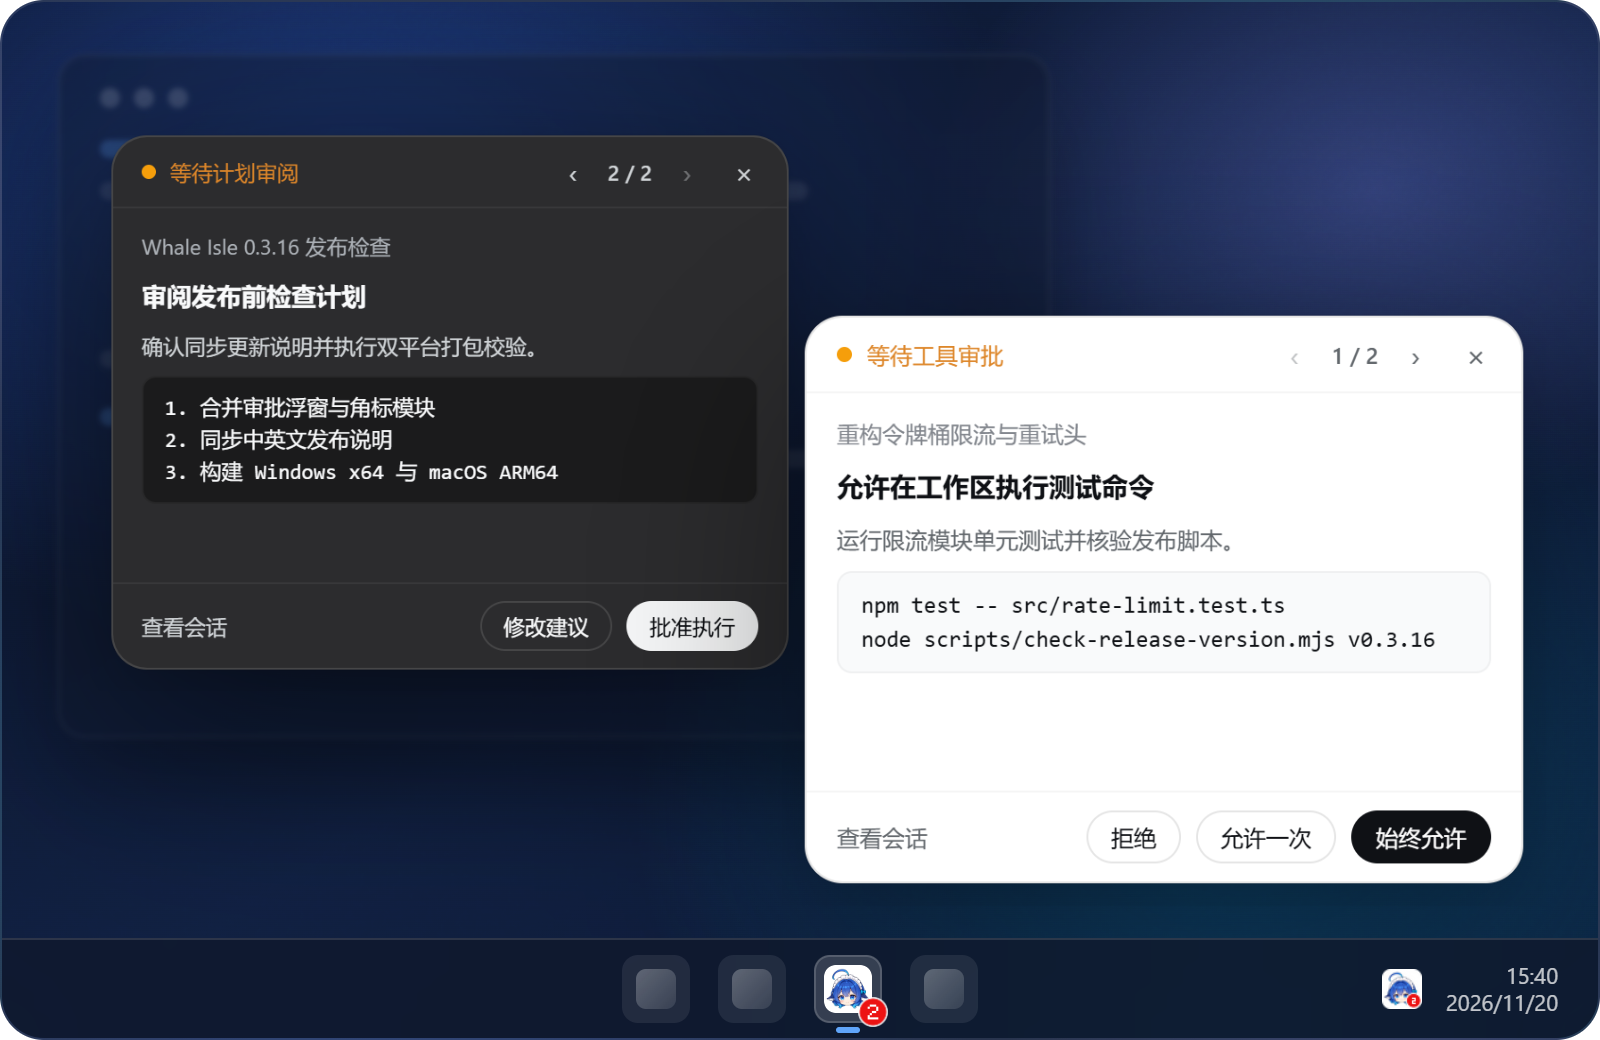 等待计划审阅
‹ 2 / 2 › ×
Whale Isle 0.3.16 发布检查
审阅发布前检查计划
确认同步更新说明并执行双平台打包校验。
1. 合并审批浮窗与角标模块
2. 同步中英文发布说明
3. 构建 Windows x64 与 macOS ARM64
查看会话
修改建议
批准执行
等待工具审批
‹ 1 / 2 › ×
重构令牌桶限流与重试头
允许在工作区执行测试命令
运行限流模块单元测试并核验发布脚本。
npm test -- src/rate-limit.test.ts
node scripts/check-release-version.mjs v0.3.16
查看会话
拒绝
允许一次
始终允许
2
2
15:40
2026/11/20